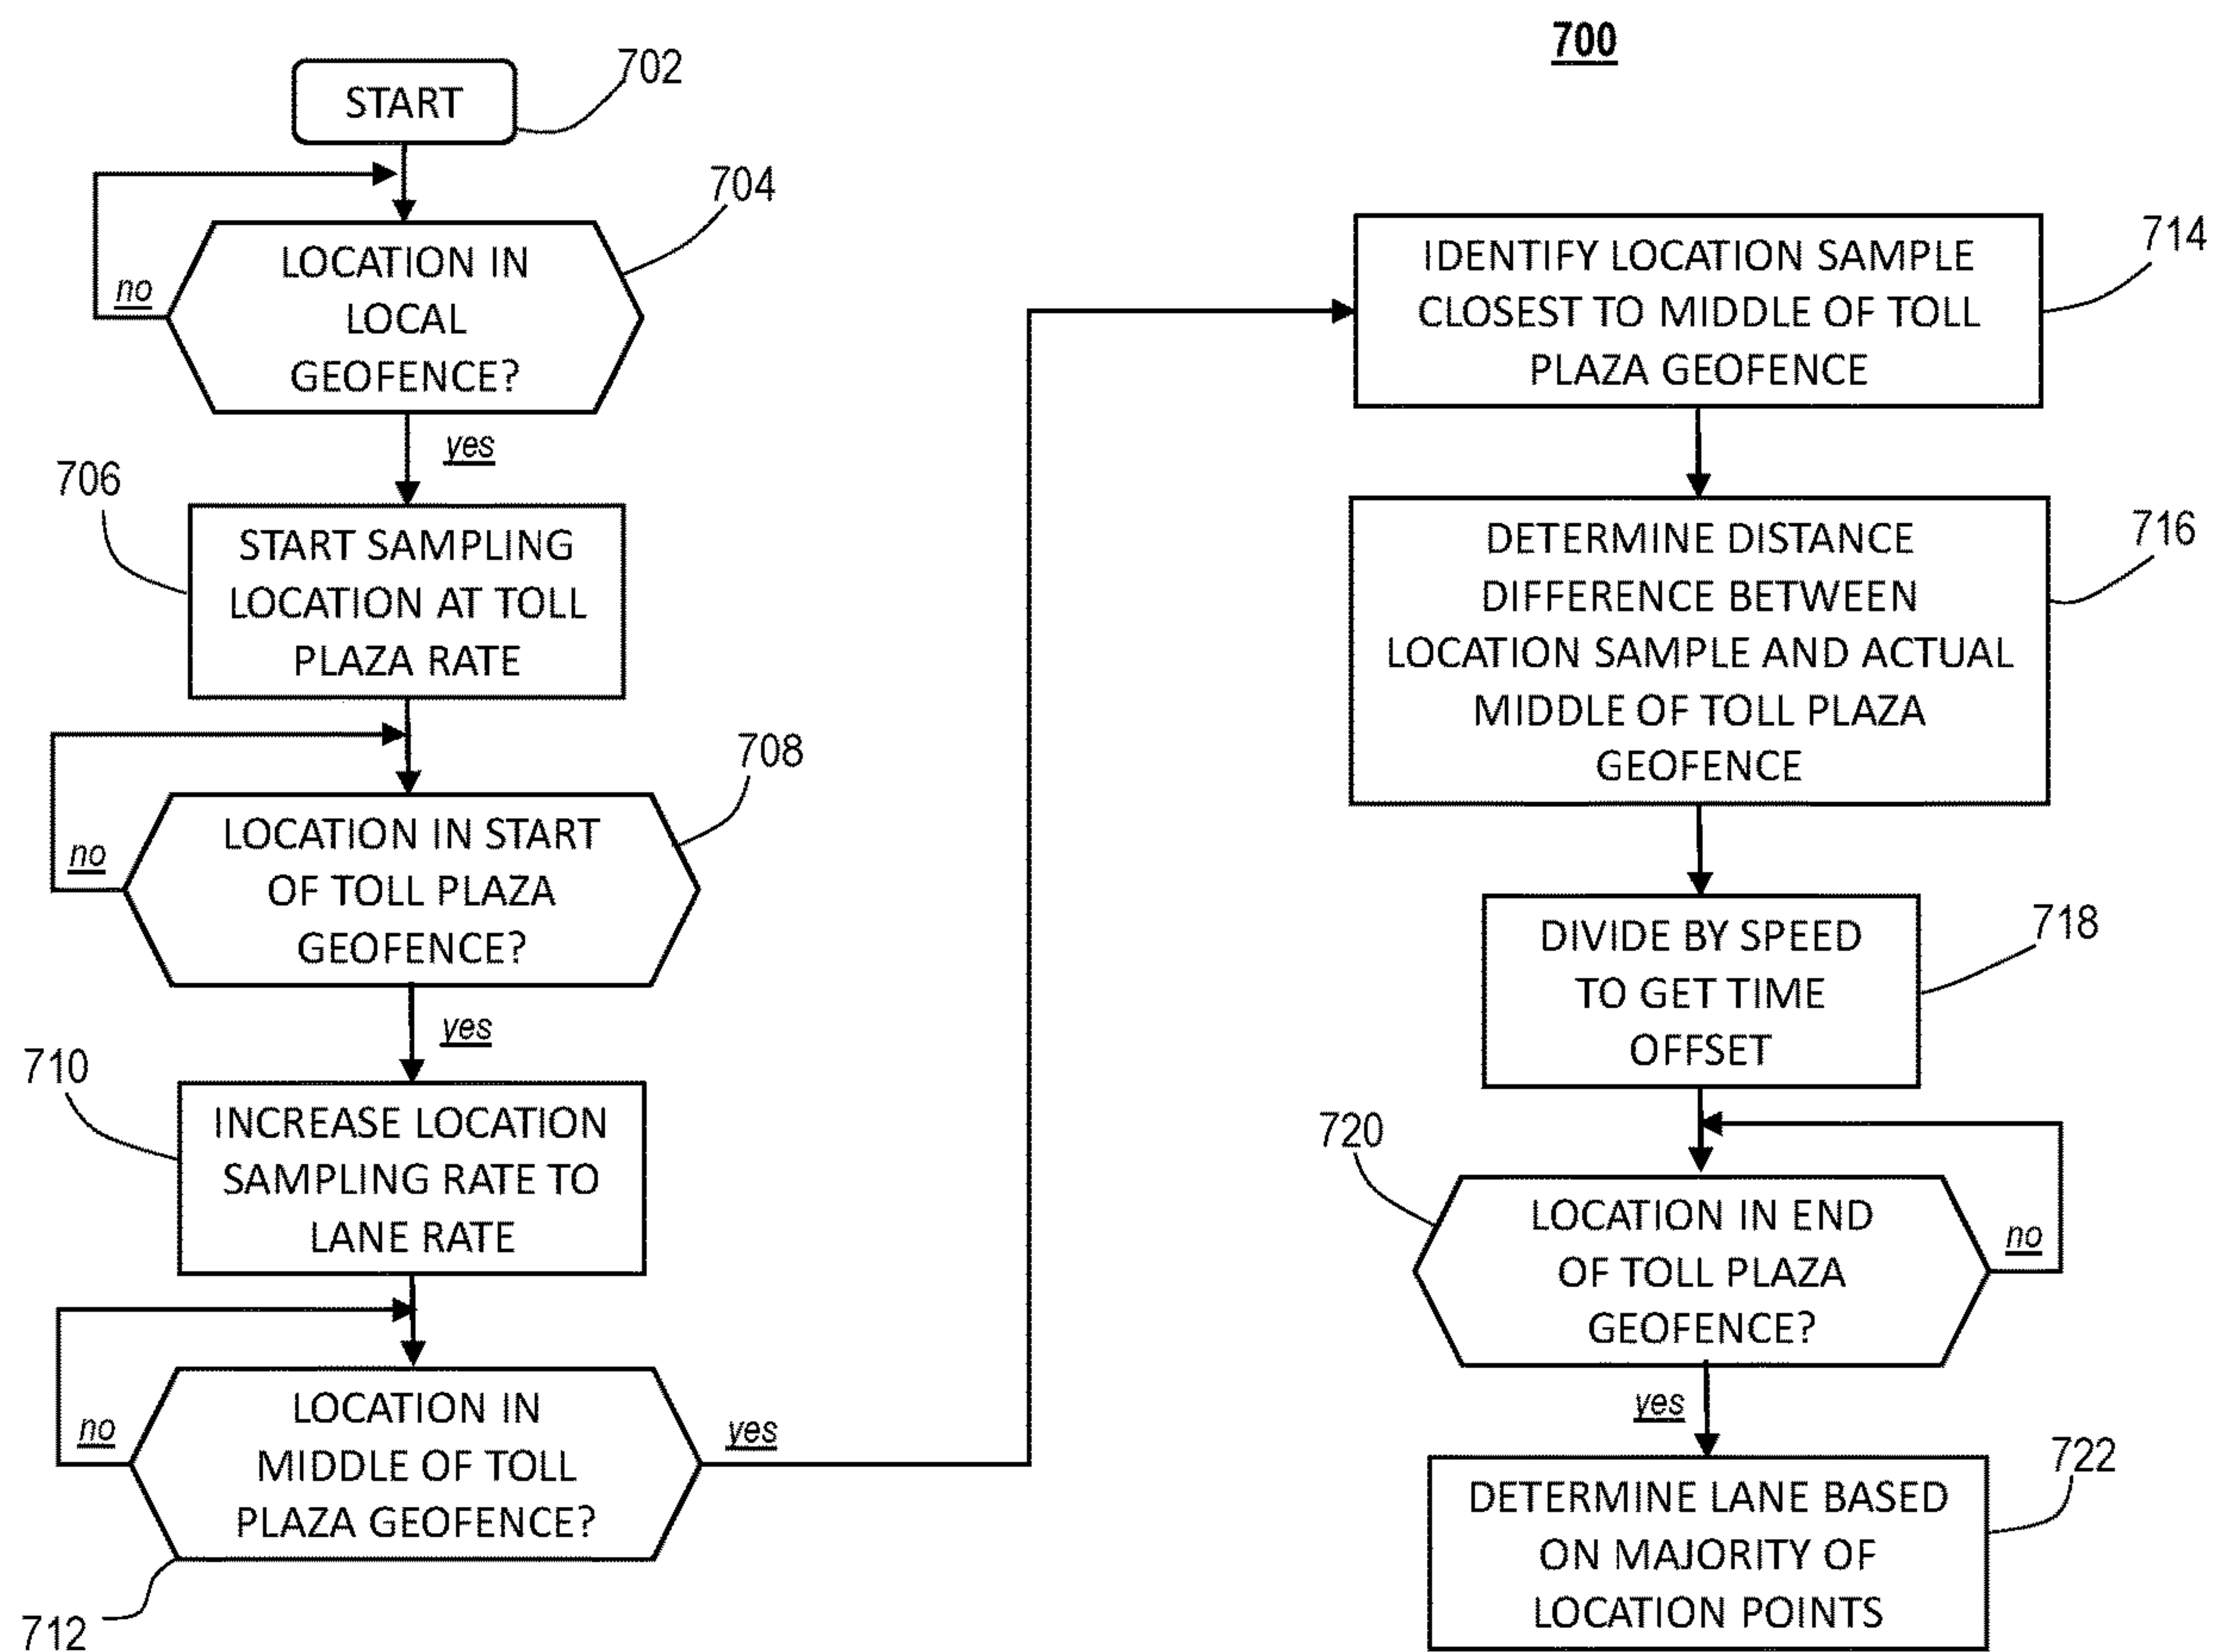 700
702
START
704
LOCATION IN
LOCAL
GEOFENCE?
no
yes
706
START SAMPLING
LOCATION AT TOLL
PLAZA RATE
708
LOCATION IN START
OF TOLL PLAZA
GEOFENCE?
no
yes
710
INCREASE LOCATION
SAMPLING RATE TO
LANE RATE
LOCATION IN
MIDDLE OF TOLL
PLAZA GEOFENCE?
no
yes
712
714
IDENTIFY LOCATION SAMPLE
CLOSEST TO MIDDLE OF TOLL
PLAZA GEOFENCE
716
DETERMINE DISTANCE
DIFFERENCE BETWEEN
LOCATION SAMPLE AND ACTUAL
MIDDLE OF TOLL PLAZA
GEOFENCE
718
DIVIDE BY SPEED
TO GET TIME
OFFSET
720
LOCATION IN END
OF TOLL PLAZA
GEOFENCE?
no
yes
722
DETERMINE LANE BASED
ON MAJORITY OF
LOCATION POINTS